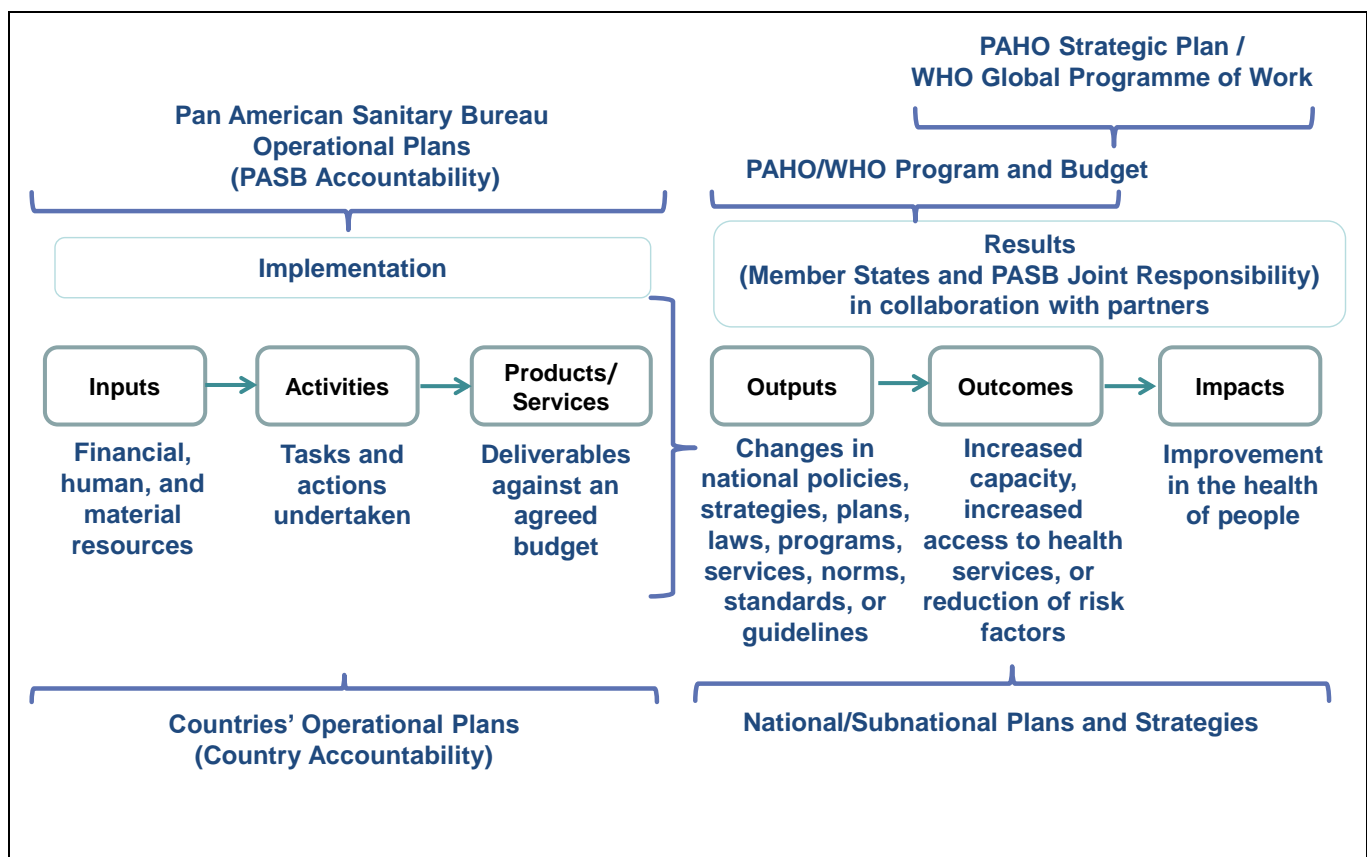 PAHO Strategic Plan /
WHO Global Programme of Work
Pan American Sanitary Bureau
Operational Plans
(PASB Accountability)
PAHO/WHO Program and Budget
Implementation
Results
(Member States and PASB Joint Responsibility)
in collaboration with partners
Inputs
Activities
Products/
Services
Outputs
Outcomes
Impacts
Financial,
human, and
material
resources
Tasks and
actions
undertaken
Deliverables
against an
agreed
budget
Changes in
national policies,
strategies, plans,
laws, programs,
services, norms,
standards, or
guidelines
Increased
capacity,
increased
access to health
services, or
reduction of risk
factors
Improvement
in the health
of people
Countries’ Operational Plans
(Country Accountability)
National/Subnational Plans and Strategies